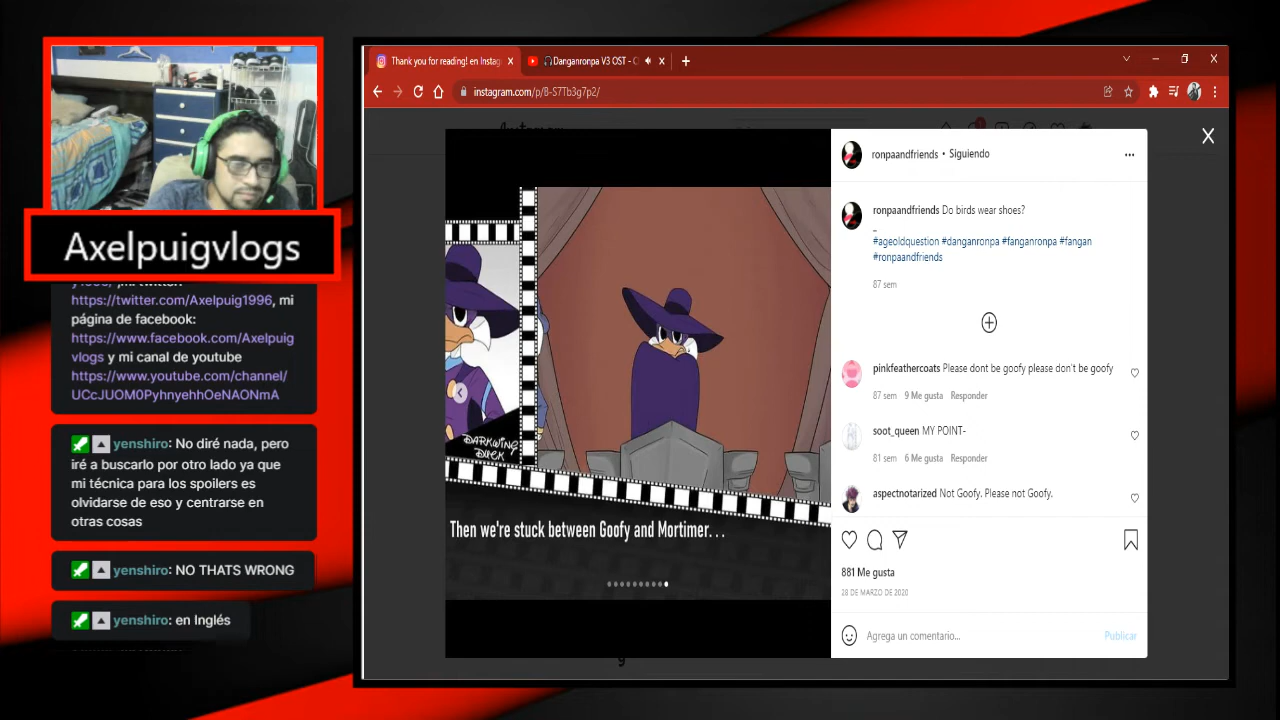 Axelpuigvlogs
https://twitter.com/Axelpuig1996, mi
página de facebook:
https://www.facebook.com/Axelpuig
vlogs y mi canal de youtube
https://www.youtube.com/channel/
UCcJUOM0PyhnyehhOeNAONmA
yenshiro: No diré nada, pero
iré a buscarlo por otro lado ya que
mi técnica para los spoilers es
olvidarse de eso y centrarse en
otras cosas
yenshiro: NO THATS WRONG
yenshiro: en Inglés
Thank you for reading! en Instag
Danganronpa V3 OST - C
instagram.com/p/B-S7Tb3g7p2/
DARKWING
DUCK
Then we're stuck between Goofy and Mortimer...
ronpaandfriends • Siguiendo
ronpaandfriends Do birds wear shoes?
_
#ageoldquestion #danganronpa #fanganronpa #fangan
#ronpaandfriends
87 sem
pinkfeathercoats Please dont be goofy please don't be goofy
87 sem 9 Me gusta Responder
soot_queen MY POINT-
81 sem 6 Me gusta Responder
aspectnotarized Not Goofy. Please not Goofy.
881 Me gusta
28 DE MARZO DE 2020
Agrega un comentario...
Publicar